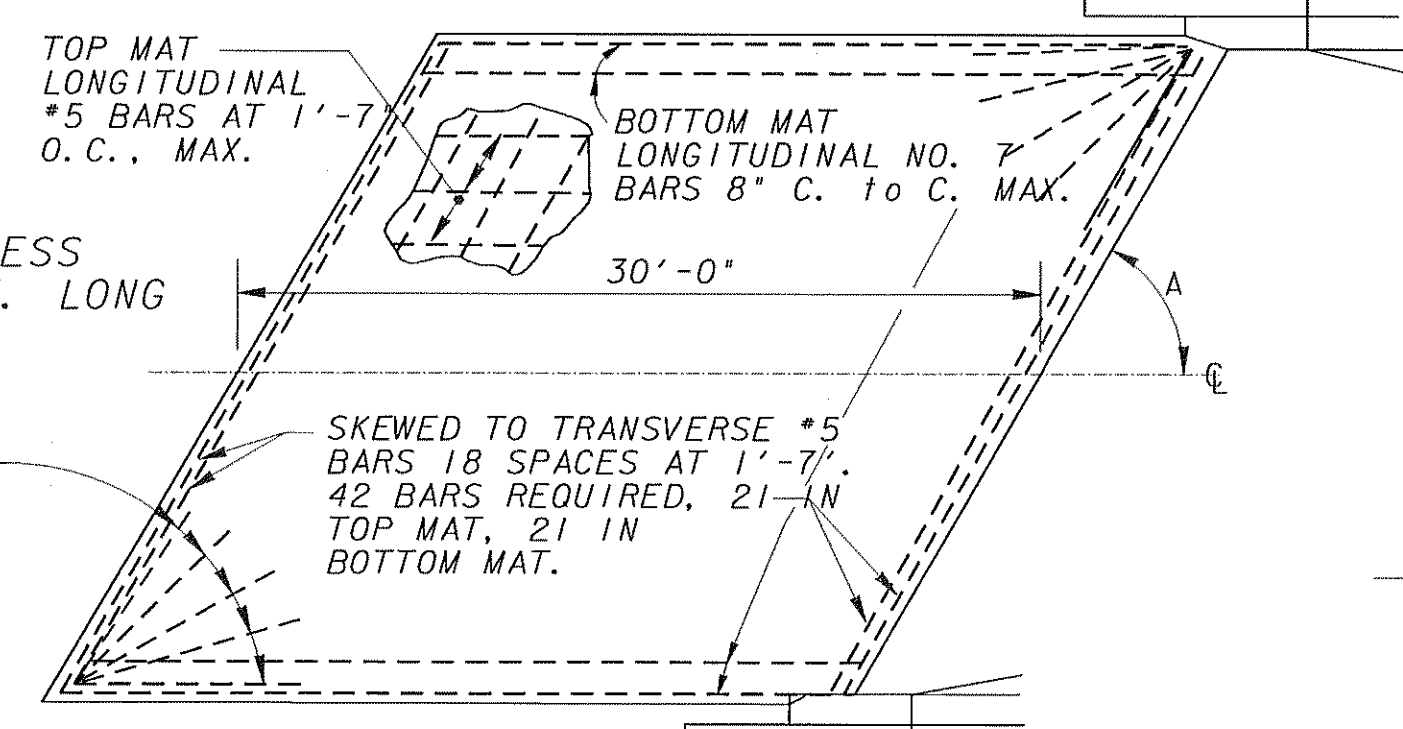 TOP MAT
LONGITUDINAL
#5 BARS AT 1'-7"
O.C., MAX.
BOTTOM MAT
LONGITUDINAL NO. 7
BARS 8" C. to C. MAX.
ESS
. LONG
30'-0"
A
℄
SKEWED TO TRANSVERSE #5
BARS 18 SPACES AT 1'-7'.
42 BARS REQUIRED, 21 IN
TOP MAT, 21 IN
BOTTOM MAT.